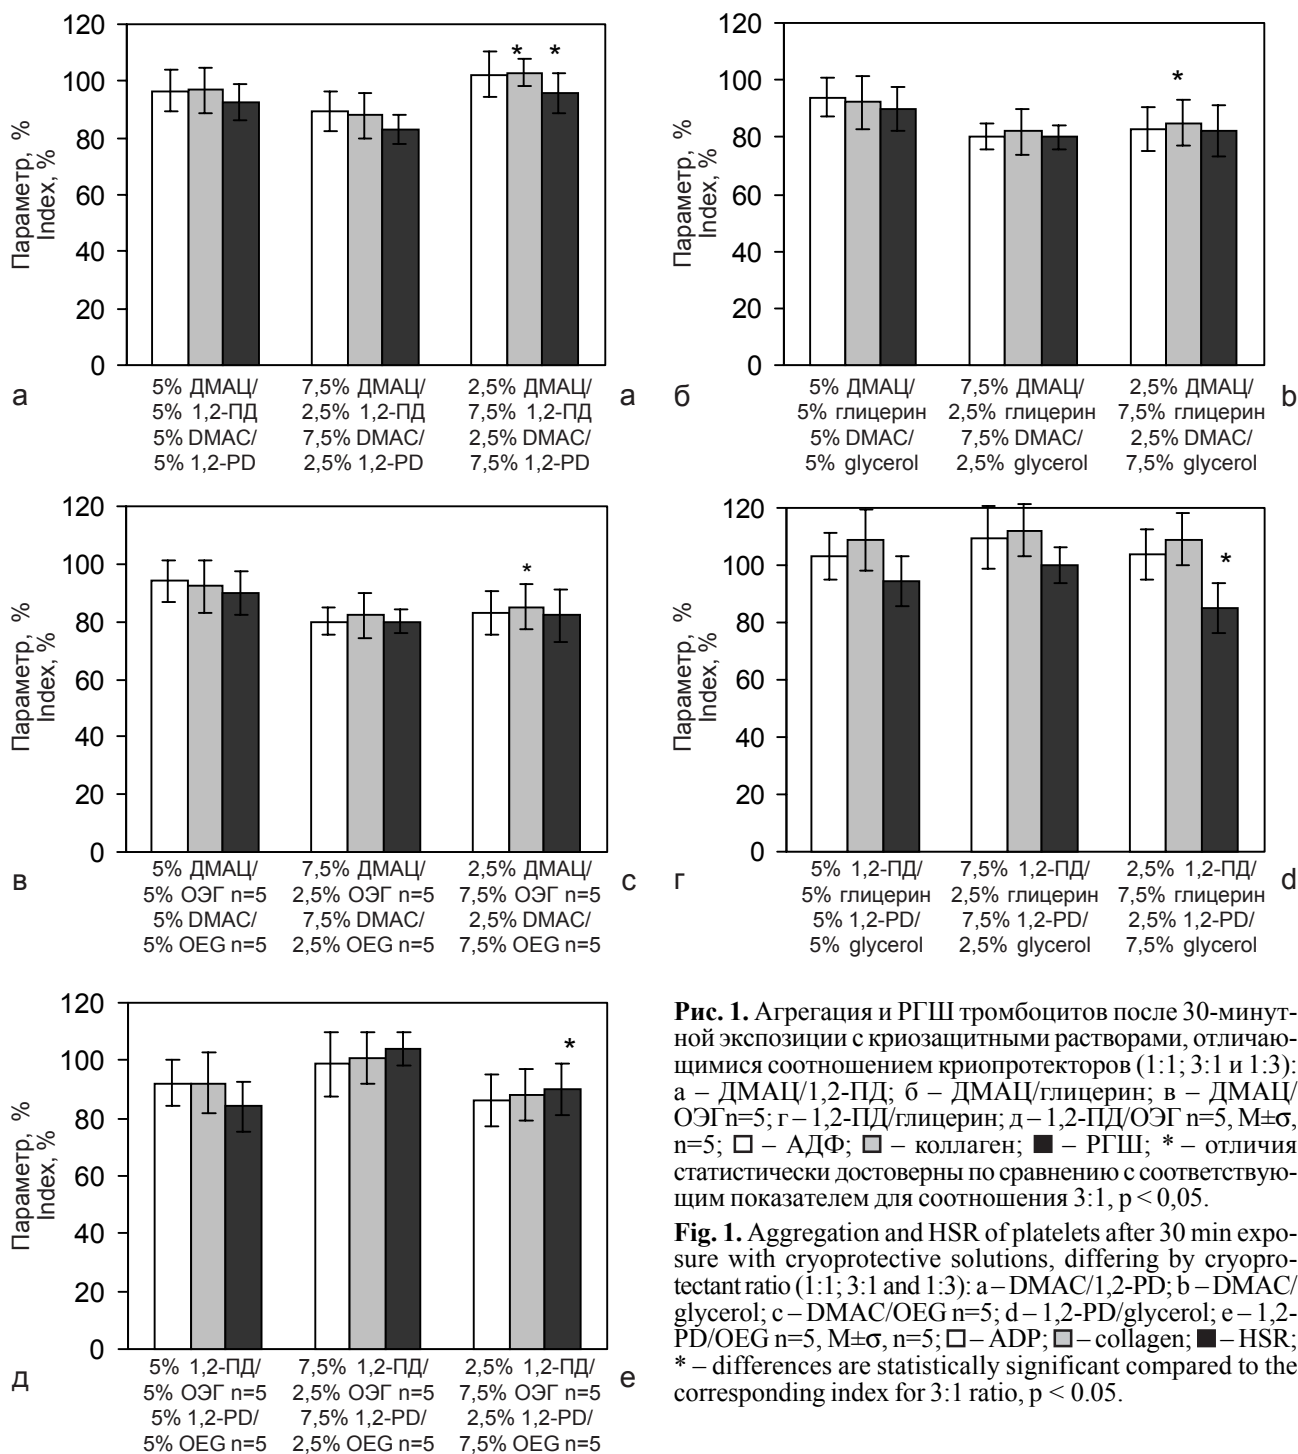 120
100
80
60
40
20
0
Параметр, %
Index, %
* *
5% ДМАЦ/
5% 1,2-ПД
5% DMAC/
5% 1,2-PD
7,5% ДМАЦ/
2,5% 1,2-ПД
7,5% DMAC/
2,5% 1,2-PD
2,5% ДМАЦ/
7,5% 1,2-ПД
2,5% DMAC/
7,5% 1,2-PD
а
a
120
100
80
60
40
20
0
Параметр, %
Index, %
*
5% ДМАЦ/
5% глицерин
5% DMAC/
5% glycerol
7,5% ДМАЦ/
2,5% глицерин
7,5% DMAC/
2,5% glycerol
2,5% ДМАЦ/
7,5% глицерин
2,5% DMAC/
7,5% glycerol
б
b
120
100
80
60
40
20
0
Параметр, %
Index, %
*
5% ДМАЦ/
5% ОЭГ n=5
5% DMAC/
5% OEG n=5
7,5% ДМАЦ/
2,5% ОЭГ n=5
7,5% DMAC/
2,5% OEG n=5
2,5% ДМАЦ/
7,5% ОЭГ n=5
2,5% DMAC/
7,5% OEG n=5
в
c
120
100
80
60
40
20
0
Параметр, %
Index, %
*
5% 1,2-ПД/
5% глицерин
5% 1,2-PD/
5% glycerol
7,5% 1,2-ПД/
2,5% глицерин
7,5% 1,2-PD/
2,5% glycerol
2,5% 1,2-ПД/
7,5% глицерин
2,5% 1,2-PD/
7,5% glycerol
г
d
120
100
80
60
40
20
0
Параметр, %
Index, %
*
5% 1,2-ПД/
5% ОЭГ n=5
5% 1,2-PD/
5% OEG n=5
7,5% 1,2-ПД/
2,5% ОЭГ n=5
7,5% 1,2-PD/
2,5% OEG n=5
2,5% 1,2-ПД/
7,5% ОЭГ n=5
2,5% 1,2-PD/
7,5% OEG n=5
д
e
Рис. 1. Агрегация и РГШ тромбоцитов после 30-минут-
ной экспозиции с криозащитными растворами, отличаю-
щимися соотношением криопротекторов (1:1; 3:1 и 1:3):
а – ДМАЦ/1,2-ПД; б – ДМАЦ/глицерин; в – ДМАЦ/
ОЭГn=5; г – 1,2-ПД/глицерин; д – 1,2-ПД/ОЭГ n=5, M±σ,
n=5; □ – АДФ; ■ – коллаген; ■ – РГШ; * – отличия
статистически достоверны по сравнению с соответствую-
щим показателем для соотношения 3:1, p < 0,05.
Fig. 1. Aggregation and HSR of platelets after 30 min expo-
sure with cryoprotective solutions, differing by cryopro-
tectant ratio (1:1; 3:1 and 1:3): a – DMAC/1,2-PD; b – DMAC/
glycerol; c – DMAC/OEG n=5; d – 1,2-PD/glycerol; e – 1,2-
PD/OEG n=5, M±σ, n=5; □ – ADP; ■ – collagen; ■ – HSR;
* – differences are statistically significant compared to the
corresponding index for 3:1 ratio, p < 0.05.